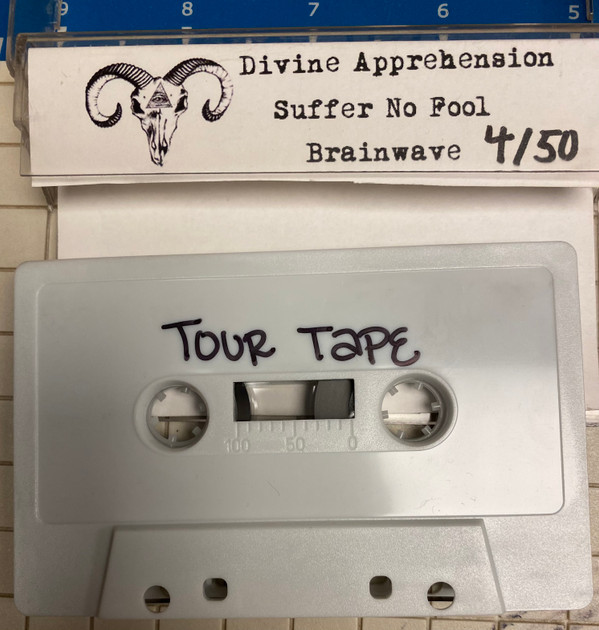 9 8 7 6 5
Divine Apprehension
Suffer No Fool
Brainwave 4/50
TOUR TAPE
100 50 0